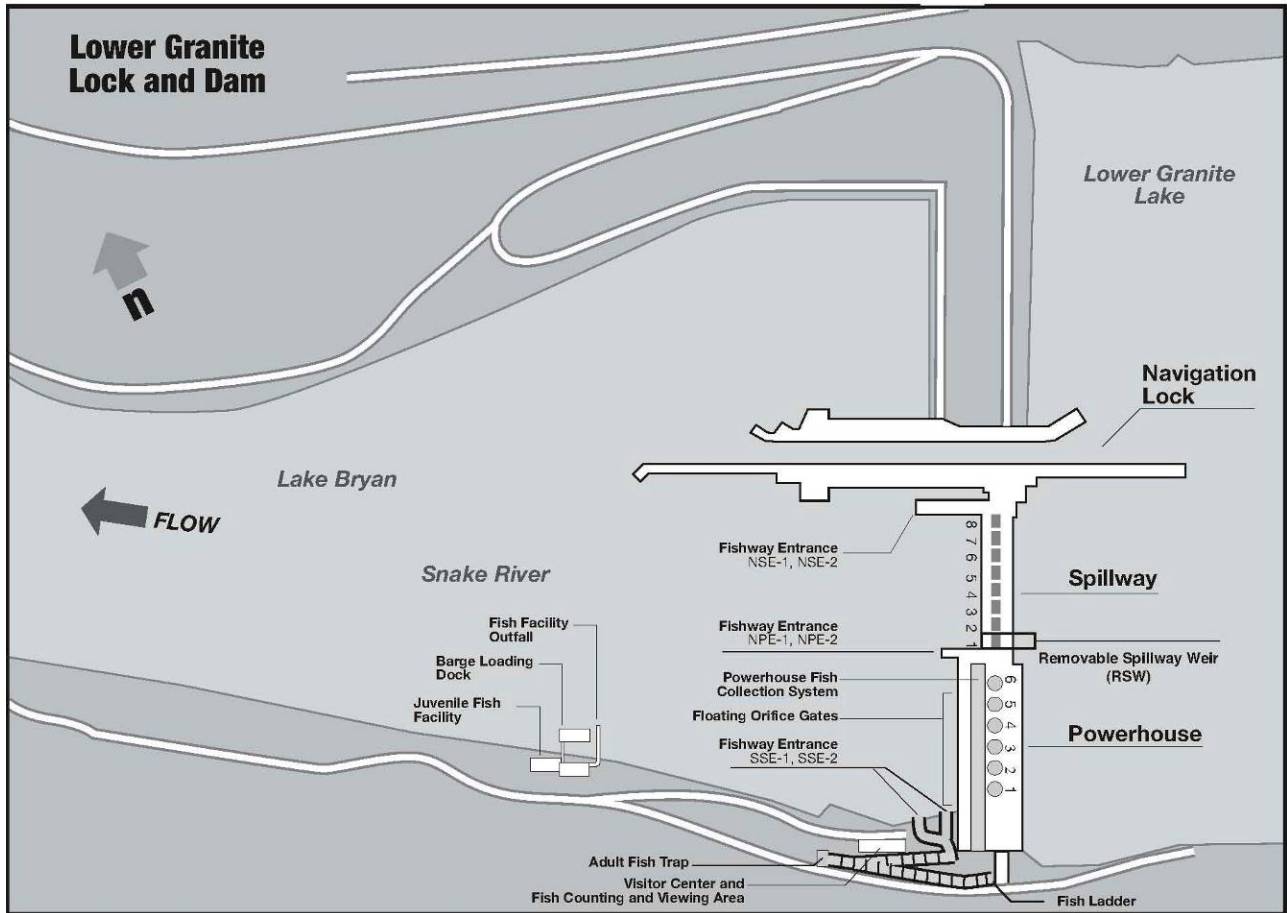 Lower Granite
Lock and Dam
Lower Granite
Lake
n
Navigation
Lock
Lake Bryan
FLOW
Fishway Entrance
NSE-1, NSE-2
8
7
6
5
4
3
2
1
Spillway
Snake River
Fish Facility
Outfall
Fishway Entrance
NPE-1, NPE-2
Removable Spillway Weir
(RSW)
Barge Loading
Dock
Powerhouse Fish
Collection System
Juvenile Fish
Facility
Floating Orifice Gates
6
5
4
3
2
1
Powerhouse
Fishway Entrance
SSE-1, SSE-2
Adult Fish Trap
Visitor Center and
Fish Counting and Viewing Area
Fish Ladder